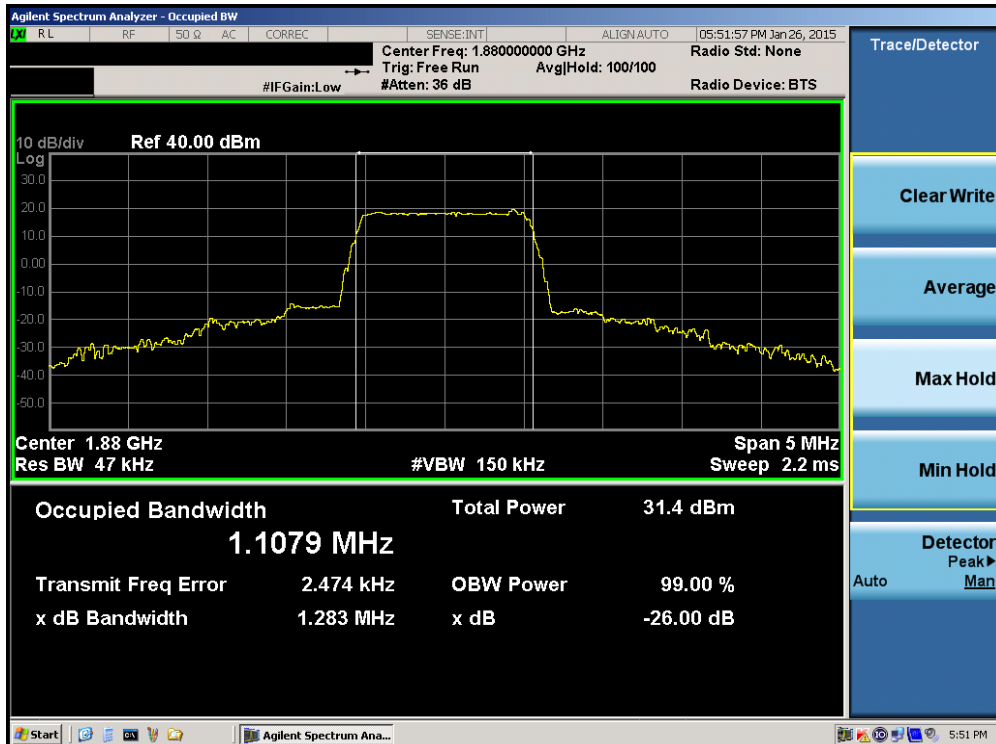 Agilent Spectrum Analyzer - Occupied BW
LXI RL RF 50 Ω AC CORREC SENSE:INT ALIGN AUTO 05:51:57 PM Jan 26, 2015
Center Freq: 1.880000000 GHz Radio Std: None
Trig: Free Run Avg|Hold: 100/100
#IFGain:Low #Atten: 36 dB Radio Device: BTS
10 dB/div Ref 40.00 dBm
Log
30.0
20.0
10.0
0.00
-10.0
-20.0
-30.0
-40.0
-50.0
Center 1.88 GHz Span 5 MHz
Res BW 47 kHz #VBW 150 kHz Sweep 2.2 ms
Occupied Bandwidth Total Power 31.4 dBm
1.1079 MHz
Transmit Freq Error 2.474 kHz OBW Power 99.00 %
x dB Bandwidth 1.283 MHz x dB -26.00 dB
Trace/Detector
Clear Write
Average
Max Hold
Min Hold
Detector
Peak▶
Auto Man
Start Agilent Spectrum Ana... 5:51 PM